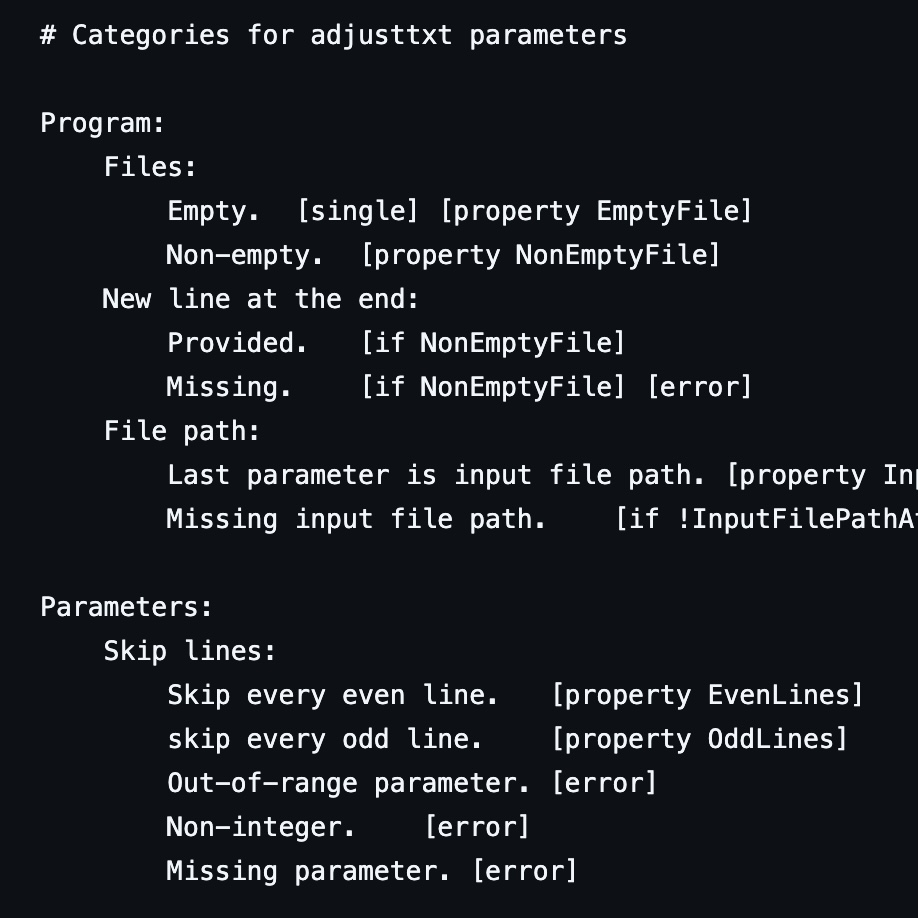 # Categories for adjusttxt parameters
Program:
Files:
Empty. [single] [property EmptyFile]
Non-empty. [property NonEmptyFile]
New line at the end:
Provided. [if NonEmptyFile]
Missing. [if NonEmptyFile] [error]
File path:
Last parameter is input file path. [property
Missing input file path. [if
Parameters:
Skip lines:
Skip every even line. [property EvenLines]
skip every odd line. [property OddLines]
Out-of-range parameter. [error]
Non-integer. [error]
Missing parameter. [error]